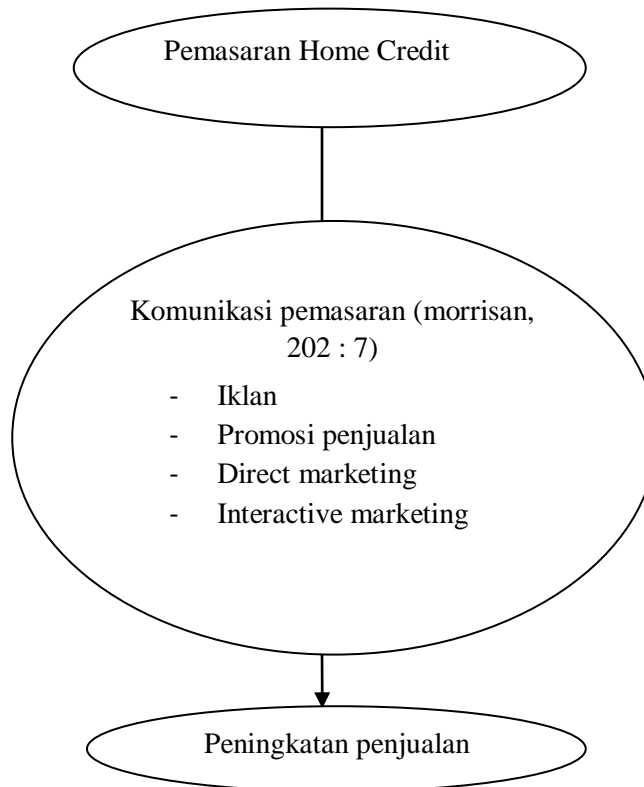 Pemasaran Home Credit
Komunikasi pemasaran (morrisan,
202 : 7)
- Iklan
- Promosi penjualan
- Direct marketing
- Interactive marketing
Peningkatan penjualan